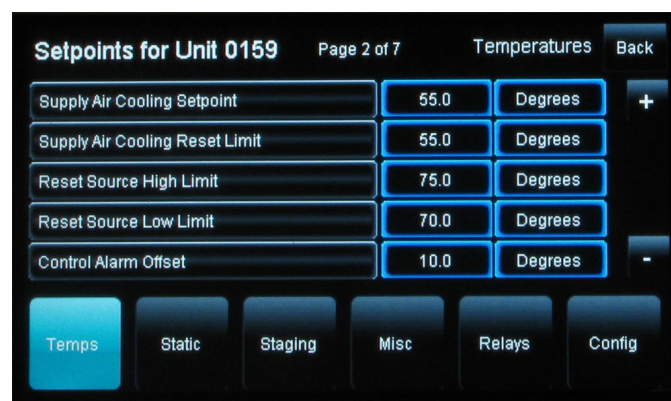 Setpoints for Unit 0159 Page 2 of 7 Temperatures Back
Supply Air Cooling Setpoint 55.0 Degrees +
Supply Air Cooling Reset Limit 55.0 Degrees
Reset Source High Limit 75.0 Degrees
Reset Source Low Limit 70.0 Degrees
Control Alarm Offset 10.0 Degrees -
Temps Static Staging Misc Relays Config